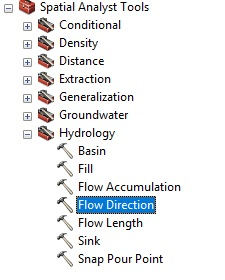 Spatial Analyst Tools
Conditional
Density
Distance
Extraction
Generalization
Groundwater
Hydrology
Basin
Fill
Flow Accumulation
Flow Direction
Flow Length
Sink
Snap Pour Point